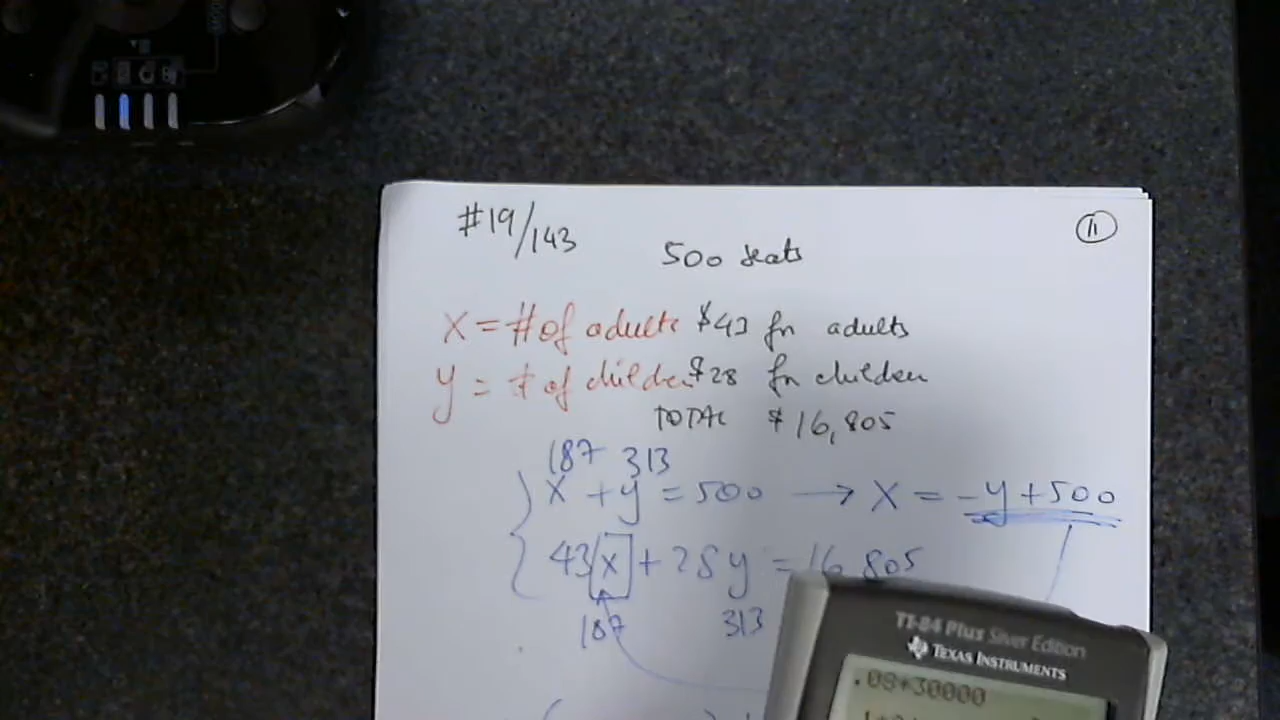 #19/143
11
500 seats
x = # of adults $43 for adults
y = # of children $28 for children
TOTAL $16,805
187 313
x + y = 500 → x = -y + 500
43 x + 28 y = 16 805
187 313
TI-84 Plus Silver Edition
TEXAS INSTRUMENTS
.08*30000